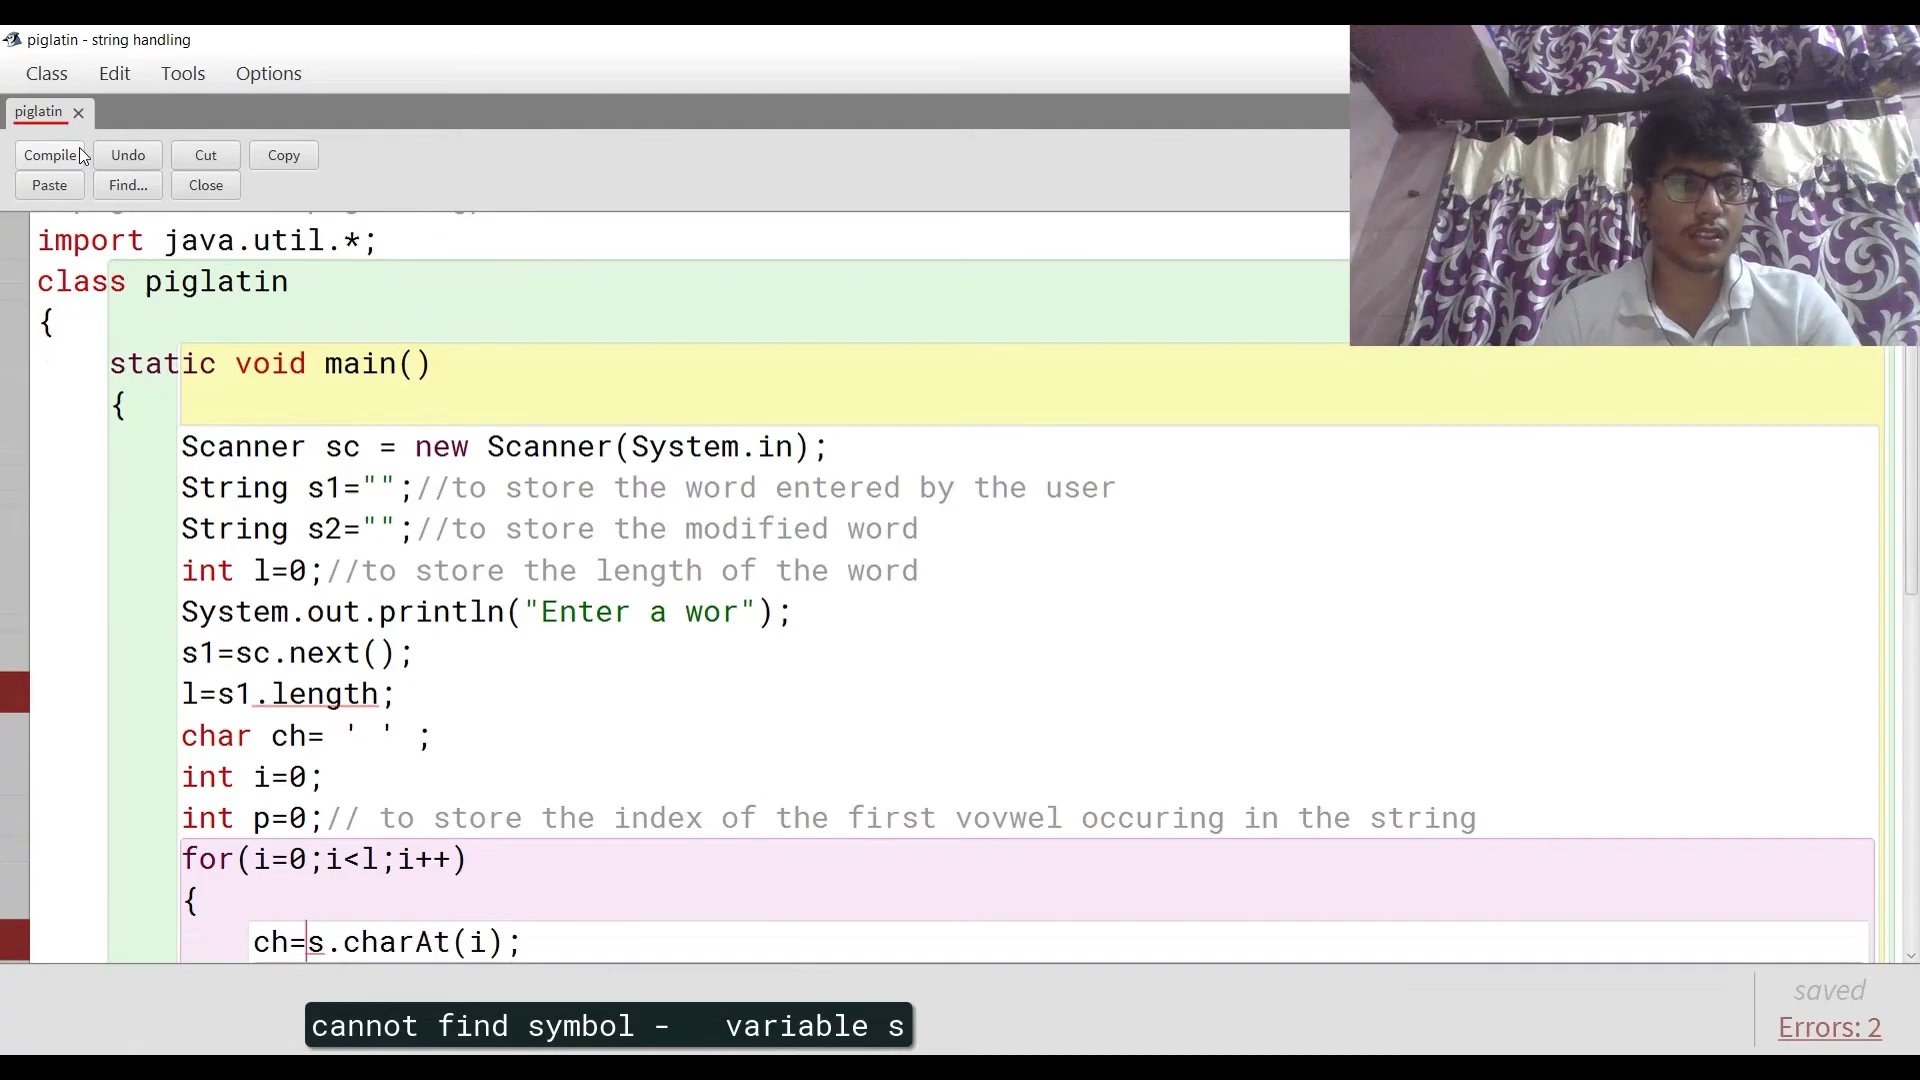 piglatin - string handling
Class Edit Tools Options
piglatin
Compile Undo Cut Copy
Paste Find... Close
import java.util.*;
class piglatin
{
static void main()
{
Scanner sc = new Scanner(System.in);
String s1="";//to store the word entered by the user
String s2="";//to store the modified word
int l=0;//to store the length of the word
System.out.println("Enter a wor");
s1=sc.next();
l=s1.length;
char ch= ' ' ;
int i=0;
int p=0;// to store the index of the first vovwel occuring in the string
for(i=0;i<l;i++)
{
ch=s.charAt(i);
cannot find symbol -   variable s
saved
Errors: 2